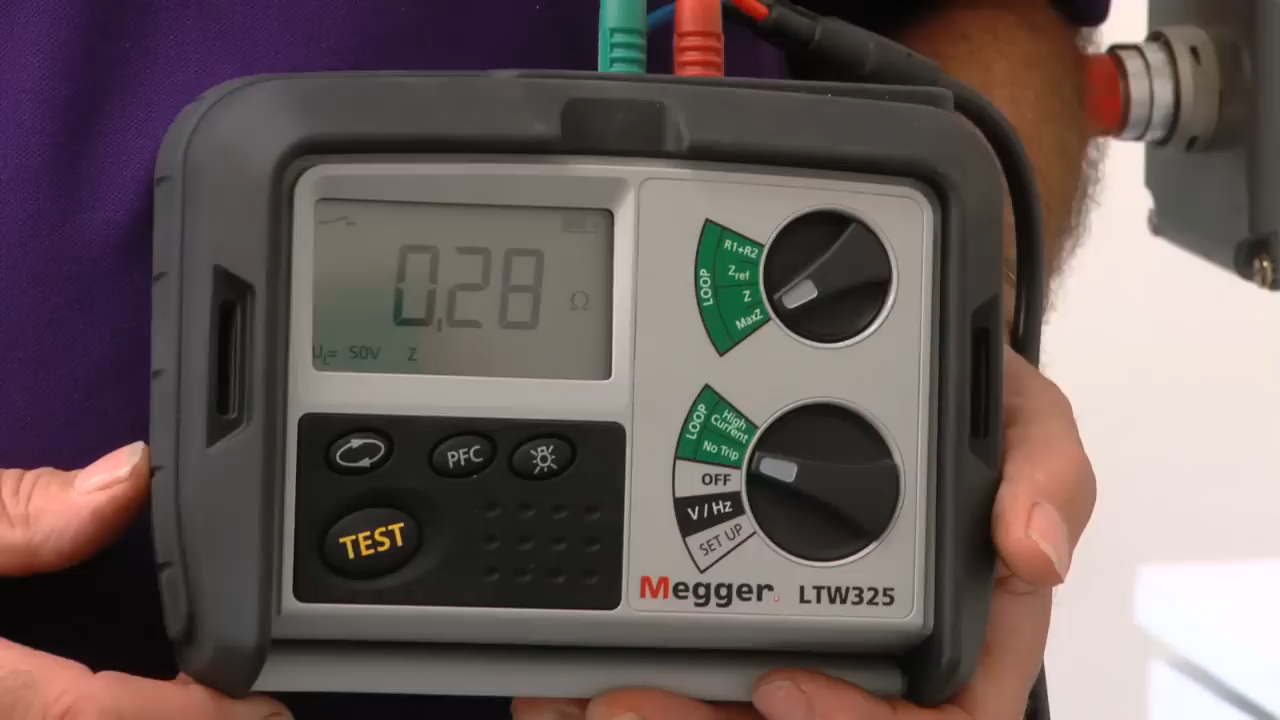 0.28 Ω
UL= 50V Z
LOOP
R1+R2
Zref
Z
MaxZ
PFC
TEST
LOOP
High Current
No Trip
OFF
V / Hz
SET UP
Megger.
LTW325